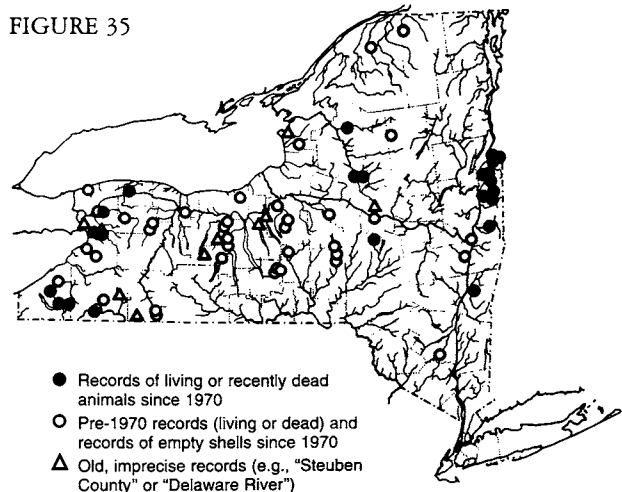 FIGURE 35
Records of living or recently dead
animals since 1970
Pre-1970 records (living or dead) and
records of empty shells since 1970
Old, imprecise records (e.g., “Steuben
County” or “Delaware River”)